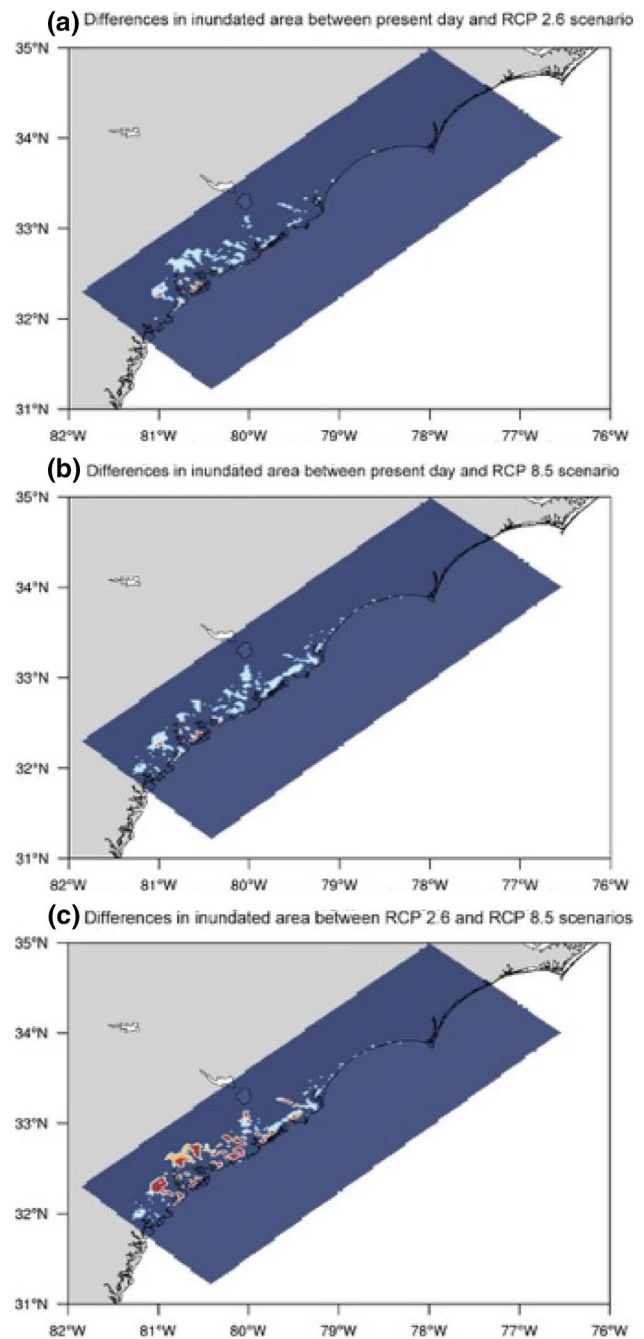 (a) Differences in inundated area between present day and RCP 2.6 scenario
35°N
34°N
33°N
32°N
31°N
82°W 81°W 80°W 79°W 78°W 77°W 76°W
(b) Differences in inundated area between present day and RCP 8.5 scenario
35°N
34°N
33°N
32°N
31°N
82°W 81°W 80°W 79°W 78°W 77°W 76°W
(c) Differences in inundated area between RCP 2.6 and RCP 8.5 scenarios
35°N
34°N
33°N
32°N
31°N
82°W 81°W 80°W 79°W 78°W 77°W 76°W